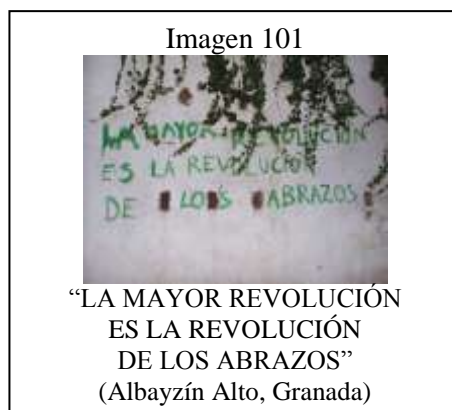 Imagen 101
LA MAYOR REVOLUCIÓN
ES LA REVOLUCIÓN
DE LOS ABRAZOS
“LA MAYOR REVOLUCIÓN
ES LA REVOLUCIÓN
DE LOS ABRAZOS”
(Albayzín Alto, Granada)